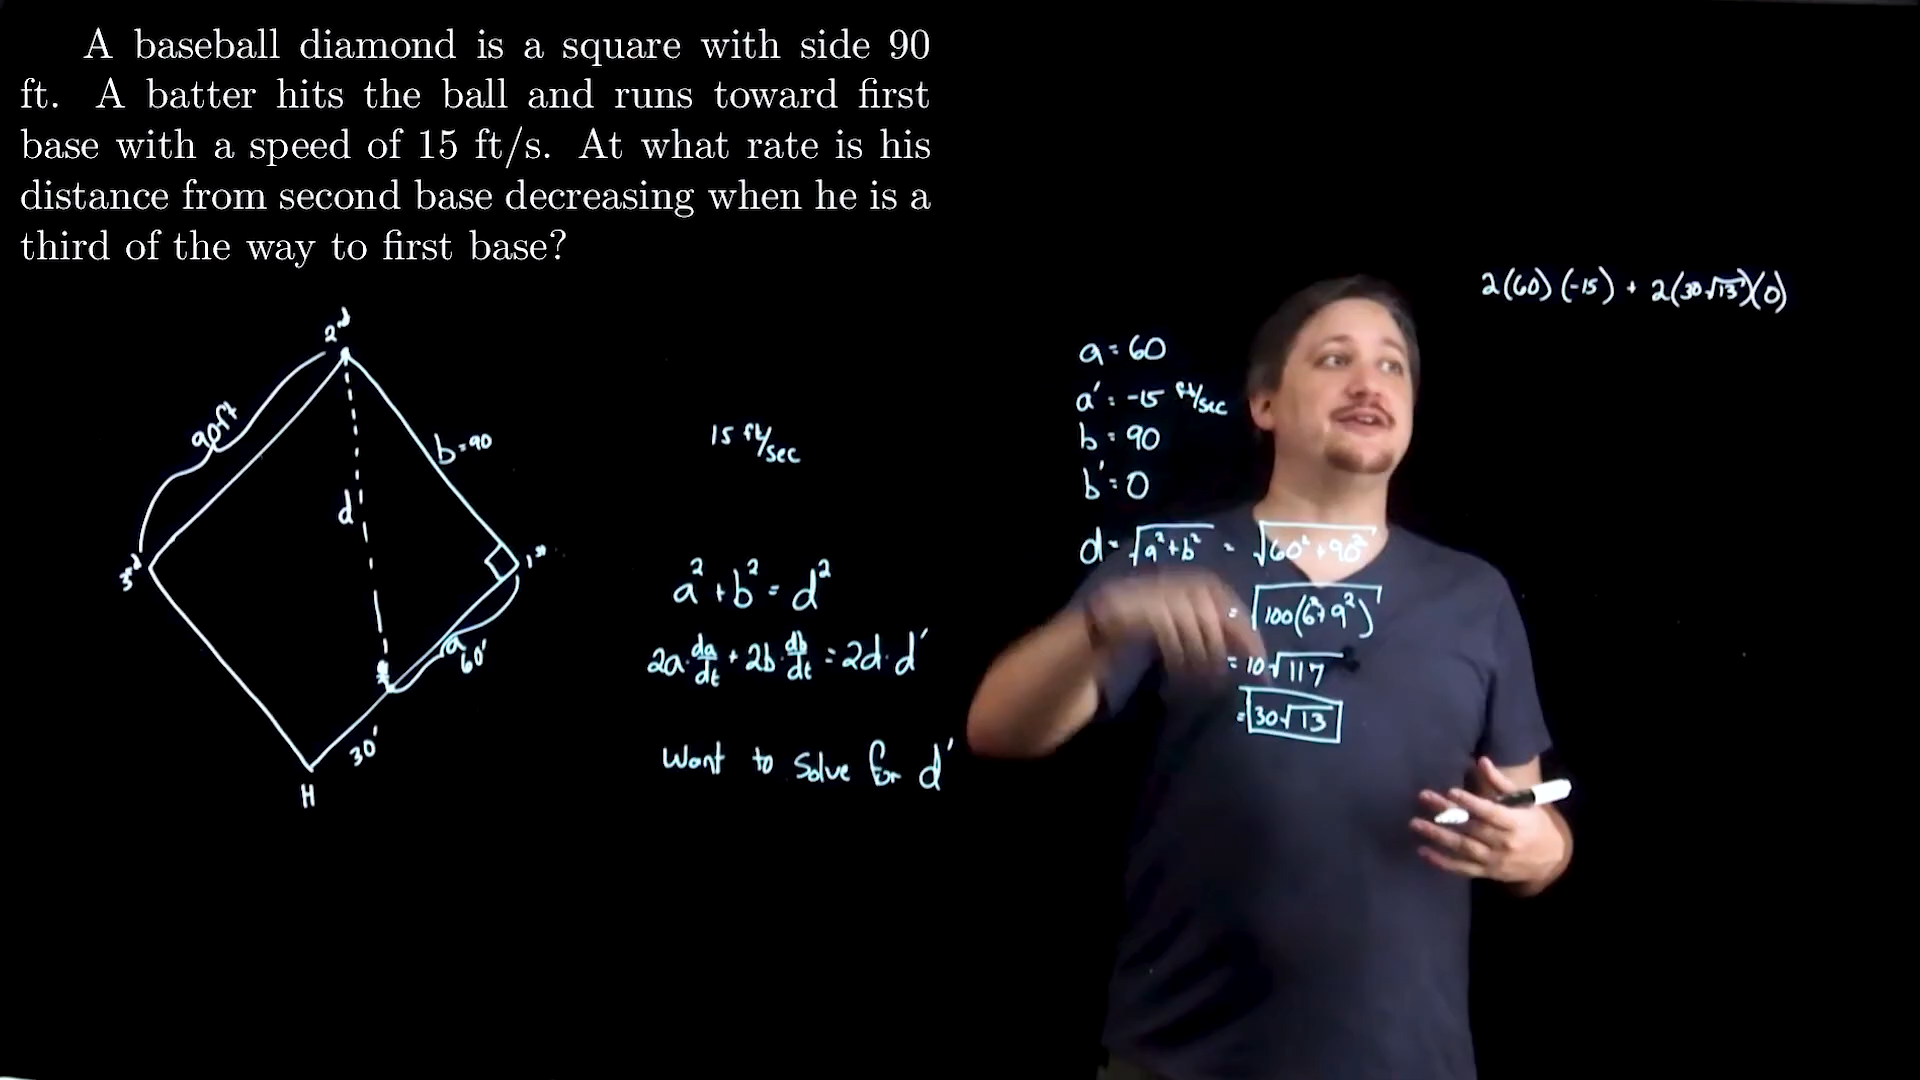 A baseball diamond is a square with side 90
ft. A batter hits the ball and runs toward first
base with a speed of 15 ft/s. At what rate is his
distance from second base decreasing when he is a
third of the way to first base?
2ⁿᵈ
90ft
b=90
d
3ʳᵈ
1ˢᵗ
a
60'
30'
H
15 ft/sec
a² + b² = d²
2a·da/dt + 2b·db/dt = 2d·d'
Want to Solve for d'
a = 60
a' = -15 ft/sec
b = 90
b' = 0
d = √(a²+b²) = √(60²+90²)
= √(100(6²+9²))
= 10√117
= 30√13
2(60)(-15) + 2(30√13)(0)